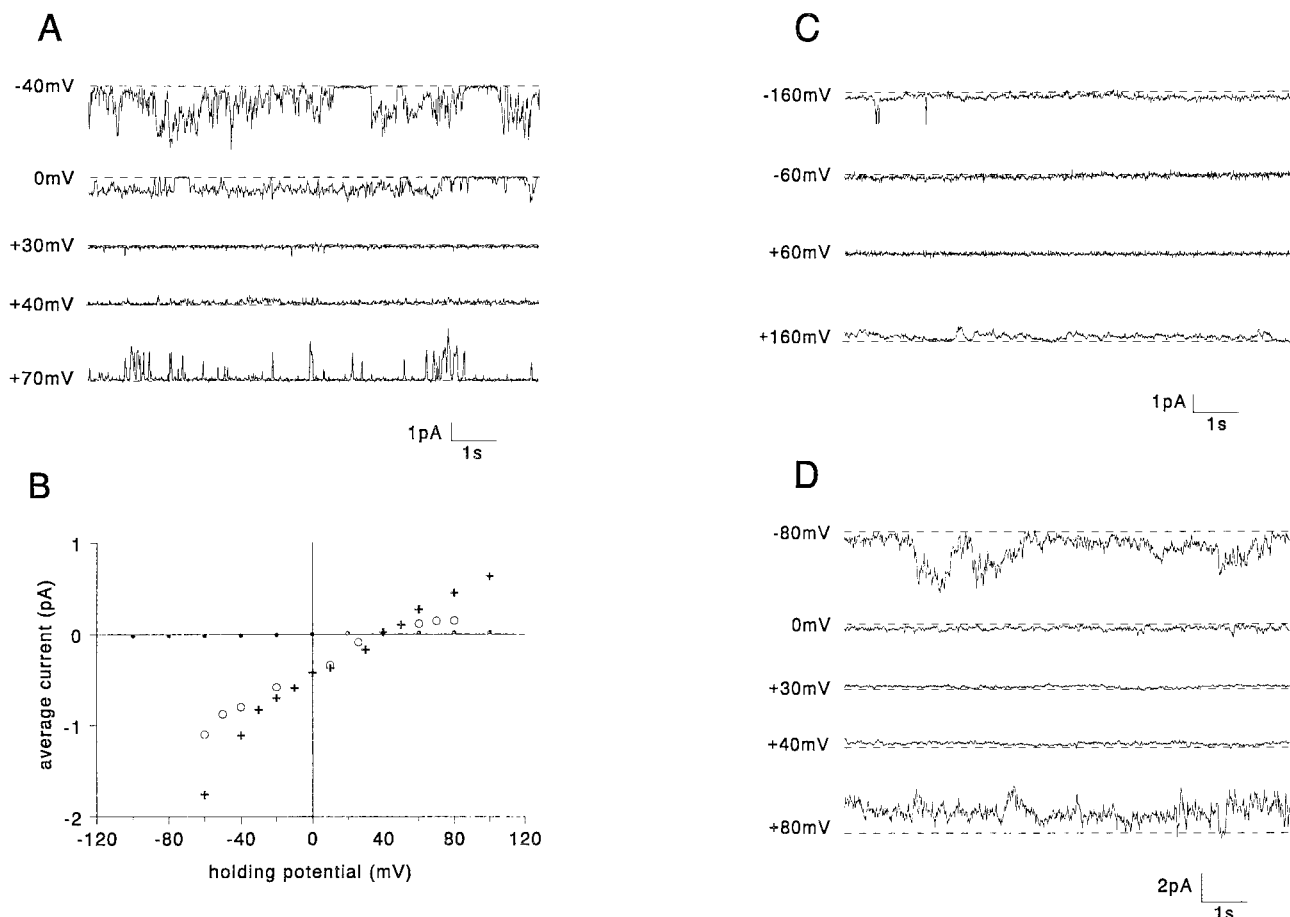 A
-40mV
0mV
+30mV
+40mV
+70mV
1pA
1s
B
average current (pA)
1
0
-1
-2
-120
-80
-40
0
40
80
120
holding potential (mV)
C
-160mV
-60mV
+60mV
+160mV
1pA
1s
D
-80mV
0mV
+30mV
+40mV
+80mV
2pA
1s